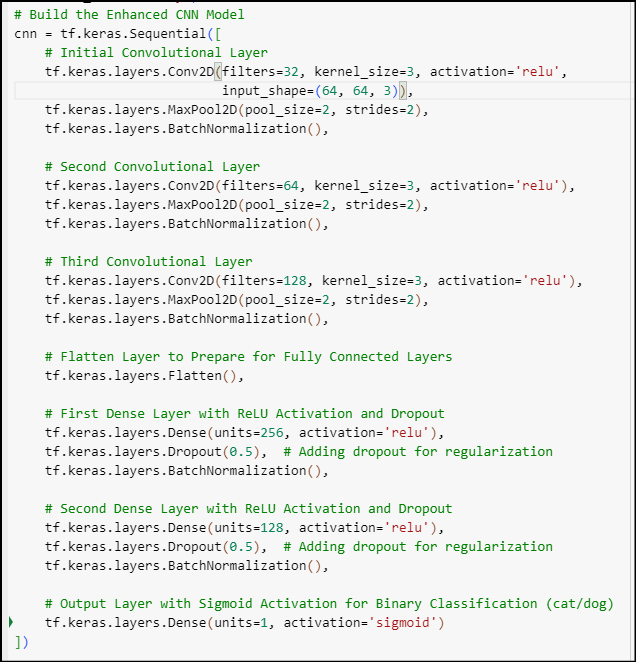 # Build the Enhanced CNN Model
cnn = tf.keras.Sequential([
    # Initial Convolutional Layer
    tf.keras.layers.Conv2D(filters=32, kernel_size=3, activation='relu',
                           input_shape=(64, 64, 3)),
    tf.keras.layers.MaxPool2D(pool_size=2, strides=2),
    tf.keras.layers.BatchNormalization(),

    # Second Convolutional Layer
    tf.keras.layers.Conv2D(filters=64, kernel_size=3, activation='relu'),
    tf.keras.layers.MaxPool2D(pool_size=2, strides=2),
    tf.keras.layers.BatchNormalization(),

    # Third Convolutional Layer
    tf.keras.layers.Conv2D(filters=128, kernel_size=3, activation='relu'),
    tf.keras.layers.MaxPool2D(pool_size=2, strides=2),
    tf.keras.layers.BatchNormalization(),

    # Flatten Layer to Prepare for Fully Connected Layers
    tf.keras.layers.Flatten(),

    # First Dense Layer with ReLU Activation and Dropout
    tf.keras.layers.Dense(units=256, activation='relu'),
    tf.keras.layers.Dropout(0.5),  # Adding dropout for regularization
    tf.keras.layers.BatchNormalization(),

    # Second Dense Layer with ReLU Activation and Dropout
    tf.keras.layers.Dense(units=128, activation='relu'),
    tf.keras.layers.Dropout(0.5),  # Adding dropout for regularization
    tf.keras.layers.BatchNormalization(),

    # Output Layer with Sigmoid Activation for Binary Classification (cat/dog)
    tf.keras.layers.Dense(units=1, activation='sigmoid')
])